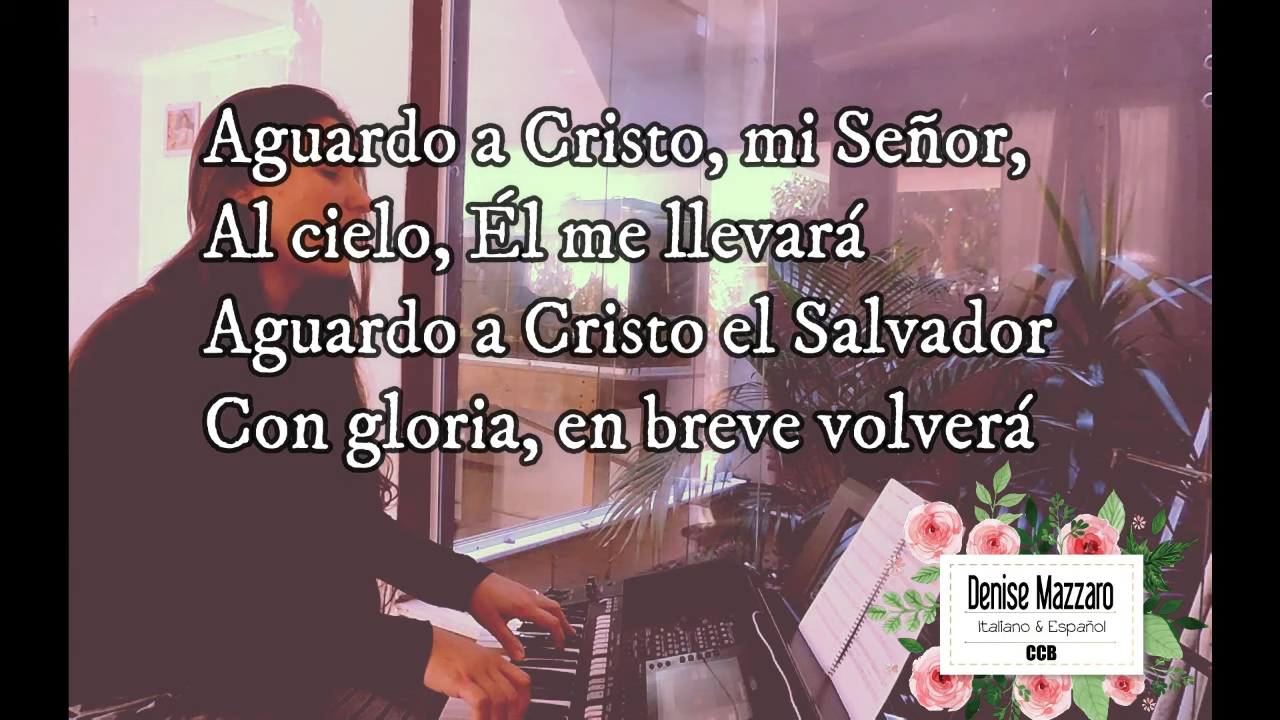 Aguardo a Cristo, mi Señor,
Al cielo, Él me llevará
Aguardo a Cristo el Salvador
Con gloria, en breve volverá
Denise Mazzaro
Italiano & Español
CCB